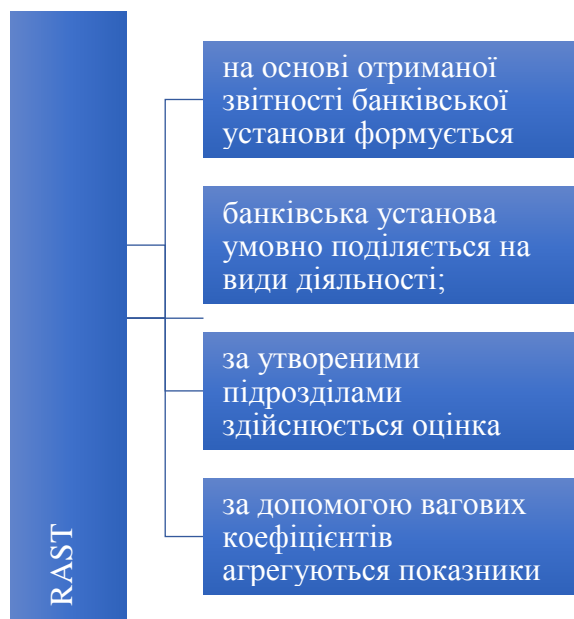 RAST
на основі отриманої
звітності банківської
установи формується
банківська установа
умовно поділяється на
види діяльності;
за утвореними
підрозділами
здійснюється оцінка
за допомогою вагових
коефіцієнтів
агрегуються показники